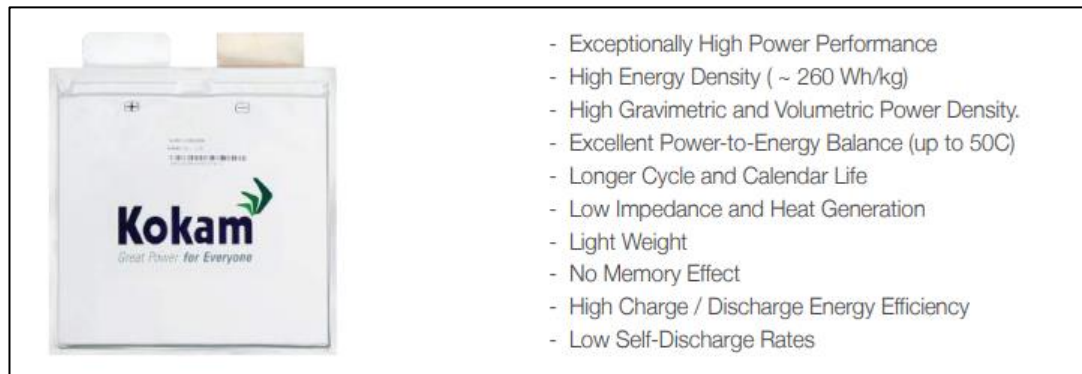 Kokam
Great Power for Everyone
- Exceptionally High Power Performance
- High Energy Density ( ~ 260 Wh/kg)
- High Gravimetric and Volumetric Power Density.
- Excellent Power-to-Energy Balance (up to 50C)
- Longer Cycle and Calendar Life
- Low Impedance and Heat Generation
- Light Weight
- No Memory Effect
- High Charge / Discharge Energy Efficiency
- Low Self-Discharge Rates